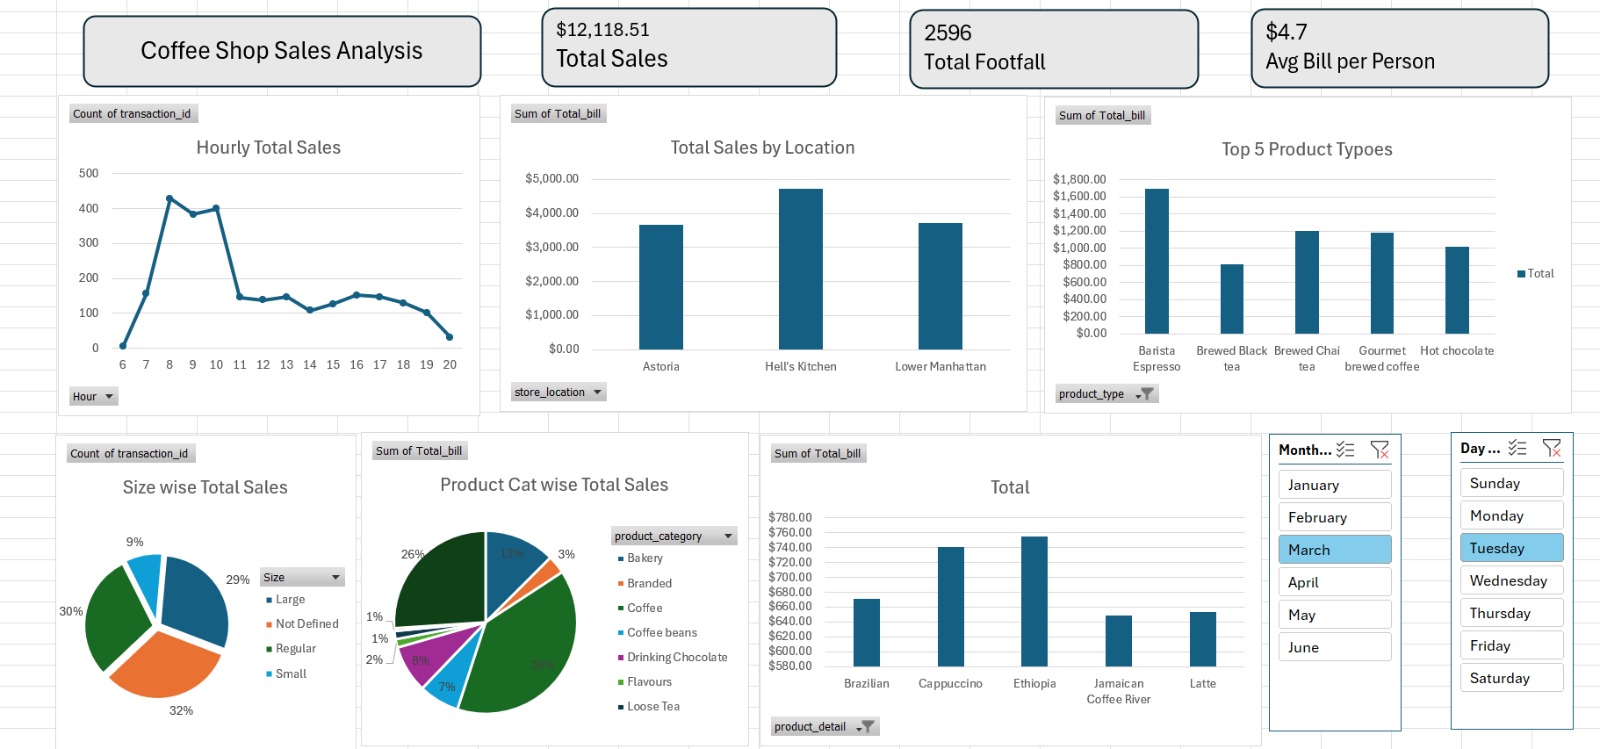 Coffee Shop Sales Analysis
$12,118.51
Total Sales
2596
Total Footfall
$4.7
Avg Bill per Person
Count of transaction_id
Hourly Total Sales
500
400
300
200
100
0
6 7 8 9 10 11 12 13 14 15 16 17 18 19 20
Hour
Sum of Total_bill
Total Sales by Location
$5,000.00
$4,000.00
$3,000.00
$2,000.00
$1,000.00
$0.00
Astoria Hell's Kitchen Lower Manhattan
store_location
Sum of Total_bill
Top 5 Product Typoes
$1,800.00
$1,600.00
$1,400.00
$1,200.00
$1,000.00
$800.00
$600.00
$400.00
$200.00
$0.00
Barista Brewed Black Brewed Chai Gourmet Hot chocolate
Espresso tea tea brewed coffee
Total
product_type
Count of transaction_id
Size wise Total Sales
9%
29%
30%
32%
Size
Large
Not Defined
Regular
Small
Sum of Total_bill
Product Cat wise Total Sales
26%
13%
3%
1%
1%
2%
8%
7%
39%
product_category
Bakery
Branded
Coffee
Coffee beans
Drinking Chocolate
Flavours
Loose Tea
Sum of Total_bill
Total
$780.00
$760.00
$740.00
$720.00
$700.00
$680.00
$660.00
$640.00
$620.00
$600.00
$580.00
Brazilian Cappuccino Ethiopia Jamaican Latte
Coffee River
product_detail
Month...
January
February
March
April
May
June
Day ...
Sunday
Monday
Tuesday
Wednesday
Thursday
Friday
Saturday